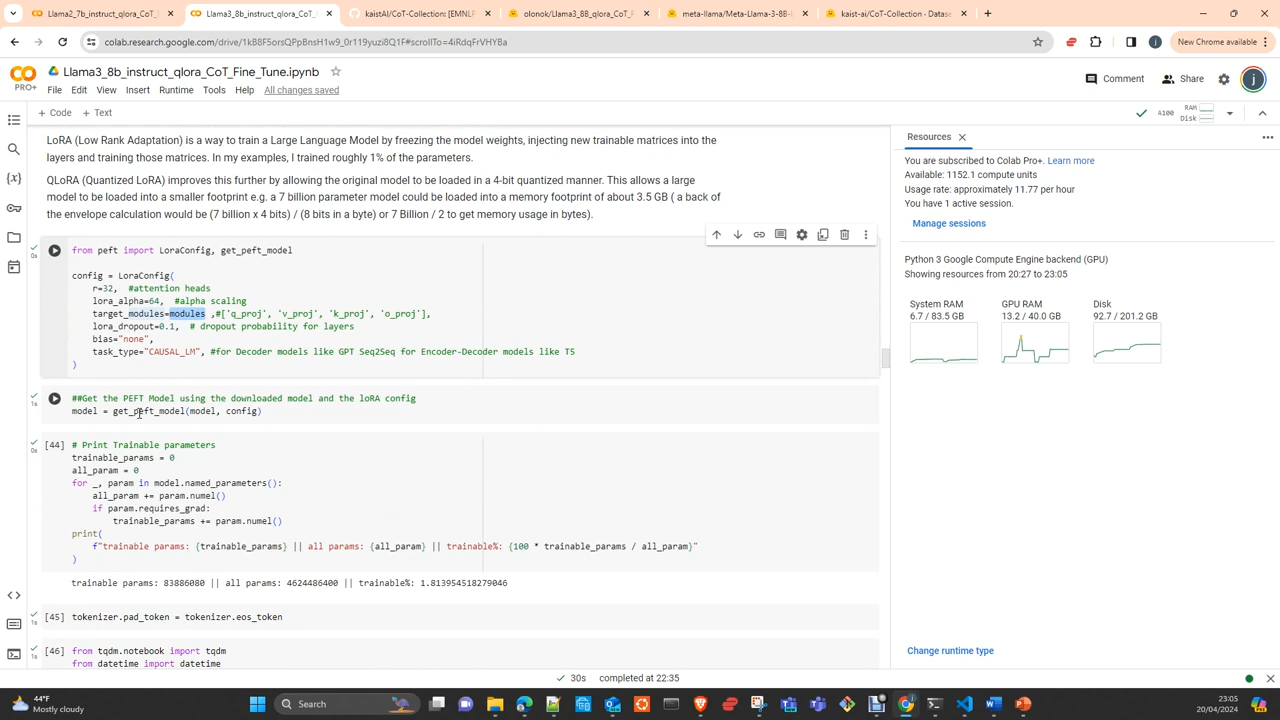 Llama2_7b_instruct_qlora_CoT_F
Llama3_8b_instruct_qlora_CoT_F
kaistAI/CoT-Collection: [EMNLP
olonok/Llama3_8B_qlora_CoT_F
meta-llama/Meta-Llama-3-8B-I
kaist-ai/CoT-Collection · Datase
colab.research.google.com/drive/1kB8F5orsQPpBnsH1w9_0r119yuzi8Q1F#scrollTo=4iRdqFrVHYBa
New Chrome available
PRO+
Llama3_8b_instruct_qlora_CoT_Fine_Tune.ipynb
File Edit View Insert Runtime Tools Help All changes saved
Comment
Share
+ Code + Text
A100
RAM
Disk
LoRA (Low Rank Adaptation) is a way to train a Large Language Model by freezing the model weights, injecting new trainable matrices into the
layers and training those matrices. In my examples, I trained roughly 1% of the parameters.
QLoRA (Quantized LoRA) improves this further by allowing the original model to be loaded in a 4-bit quantized manner. This allows a large
model to be loaded into a smaller footprint e.g. a 7 billion parameter model could be loaded into a memory footprint of about 3.5 GB ( a back of
the envelope calculation would be (7 billion x 4 bits) / (8 bits in a byte) or 7 Billion / 2 to get memory usage in bytes).
0s
from peft import LoraConfig, get_peft_model
config = LoraConfig(
r=32, #attention heads
lora_alpha=64, #alpha scaling
target_modules=modules ,#['q_proj', 'v_proj', 'k_proj', 'o_proj'],
lora_dropout=0.1, # dropout probability for layers
bias="none",
task_type="CAUSAL_LM", #for Decoder models like GPT Seq2Seq for Encoder-Decoder models like T5
)
1s
##Get the PEFT Model using the downloaded model and the loRA config
model = get_peft_model(model, config)
0s
[44] # Print Trainable parameters
trainable_params = 0
all_param = 0
for _, param in model.named_parameters():
all_param += param.numel()
if param.requires_grad:
trainable_params += param.numel()
print(
f"trainable params: {trainable_params} || all params: {all_param} || trainable%: {100 * trainable_params / all_param}"
)
trainable params: 83886080 || all params: 4624486400 || trainable%: 1.813954518279046
[45] tokenizer.pad_token = tokenizer.eos_token
1s
[46] from tqdm.notebook import tqdm
from datetime import datetime
Resources
You are subscribed to Colab Pro+. Learn more
Available: 1152.1 compute units
Usage rate: approximately 11.77 per hour
You have 1 active session.
Manage sessions
Python 3 Google Compute Engine backend (GPU)
Showing resources from 20:27 to 23:05
System RAM
6.7 / 83.5 GB
GPU RAM
13.2 / 40.0 GB
Disk
92.7 / 201.2 GB
Change runtime type
30s completed at 22:35
44°F
Mostly cloudy
Search
23:05
20/04/2024